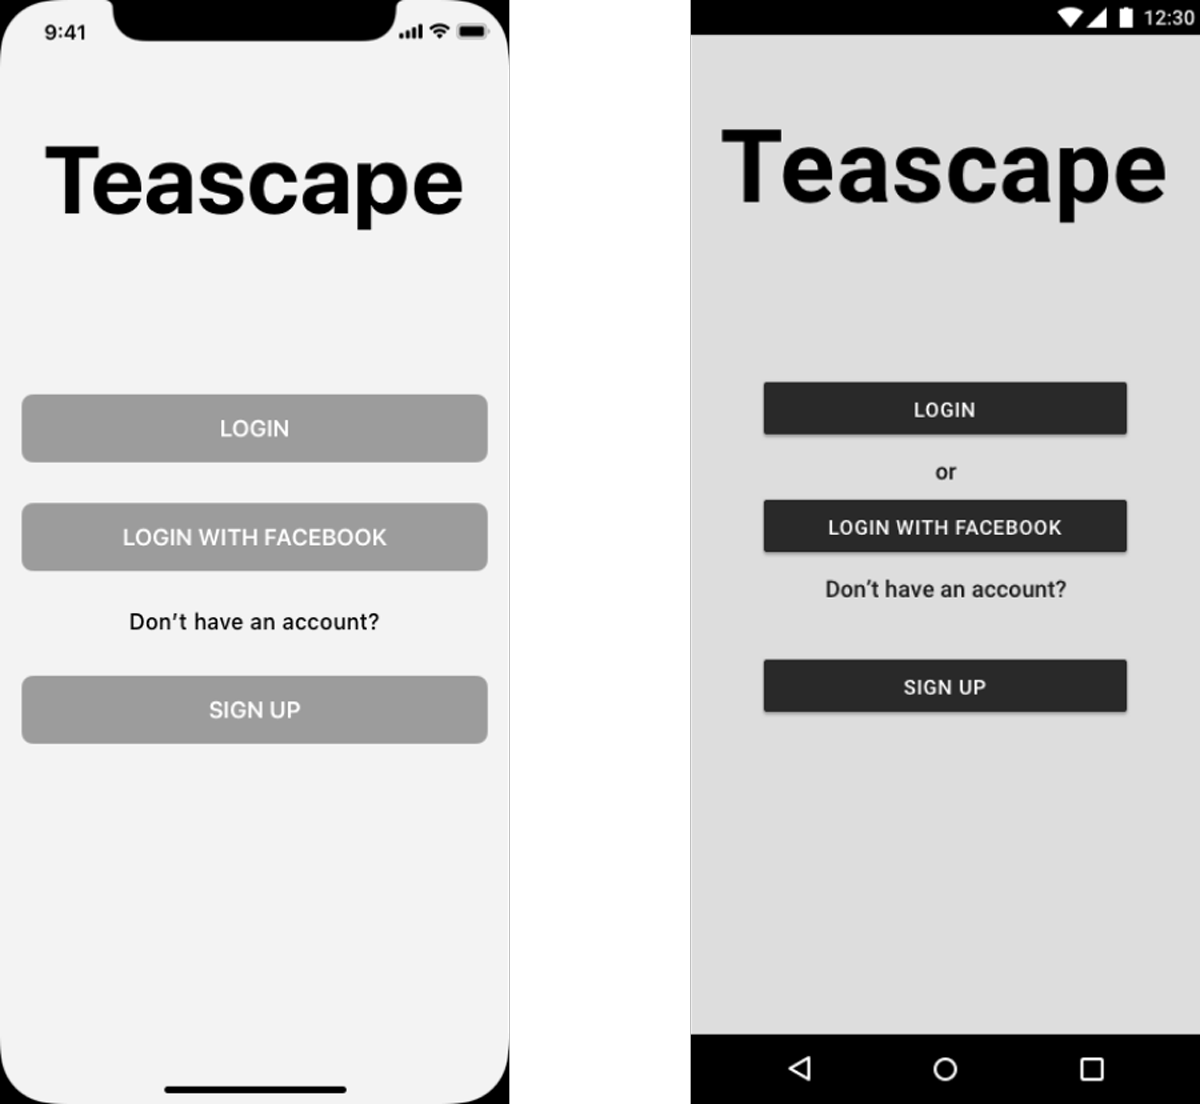 9:41
Teascape
LOGIN
LOGIN WITH FACEBOOK
Don't have an account?
SIGN UP
12:30
Teascape
LOGIN
or
LOGIN WITH FACEBOOK
Don't have an account?
SIGN UP